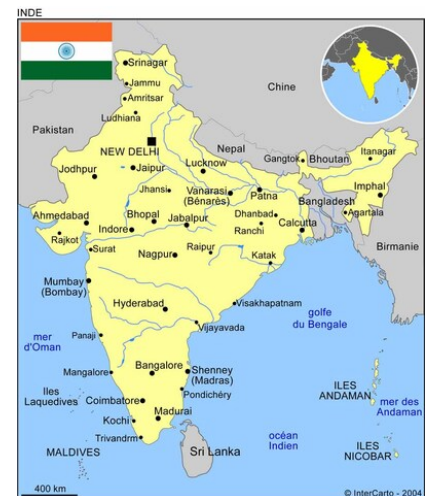 INDE
Srinagar
Jammu
Amritsar
Ludhiana
Chine
Pakistan
NEW DELHI
Nepal
Gangtok
Bhoutan
Itanagar
Lucknow
Jodhpur
Jaipur
Jhansi
Vanarasi
(Bénarès)
Patna
Imphal
Bangladesh
Agartala
Ahmedabad
Bhopal
Jabalpur
Dhanbad
Ranchi
Calcutta
Indore
Rajkot
Surat
Nagpur
Raipur
Katak
Birmanie
Mumbay
(Bombay)
Hyderabad
Visakhapatnam
golfe
du Bengale
Vijayavada
mer
d'Oman
Panaji
Bangalore
Shenney
(Madras)
Mangalore
Pondichéry
Iles
Laquedives
Coimbatore
Madurai
Kochi
Trivandrm
ILES
ANDAMAN
mer des
Andaman
MALDIVES
Sri Lanka
océan
Indien
ILES
NICOBAR
400 km
© InterCarto - 2004